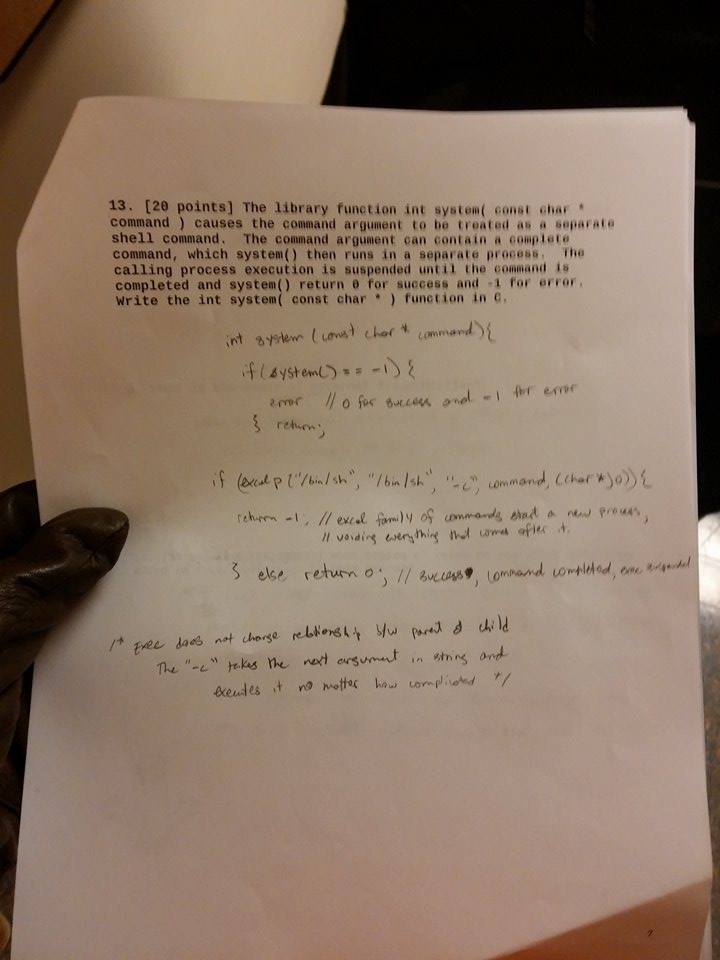 13. [20 points] The library function int system( const char *
command ) causes the command argument to be treated as a separate
shell command. The command argument can contain a complete
command, which system() then runs in a separate process. The
calling process execution is suspended until the command is
completed and system() return 0 for success and -1 for error.
Write the int system( const char * ) function in C.
int system (const char * command){
if(system() == -1) {
error // 0 for success and -1 for error
} return;
if (execlp ("/bin/sh", "/bin/sh", "-c", command, (char*)0)) {
return -1; // execl family of commands start a new process,
// voiding everything that comes after it.
} else return 0; // success, command completed, exec suspended
/* Exec does not change relationship b/w parent & child
The "-c" takes the next argument in string and
executes it no matter how complicated */
7